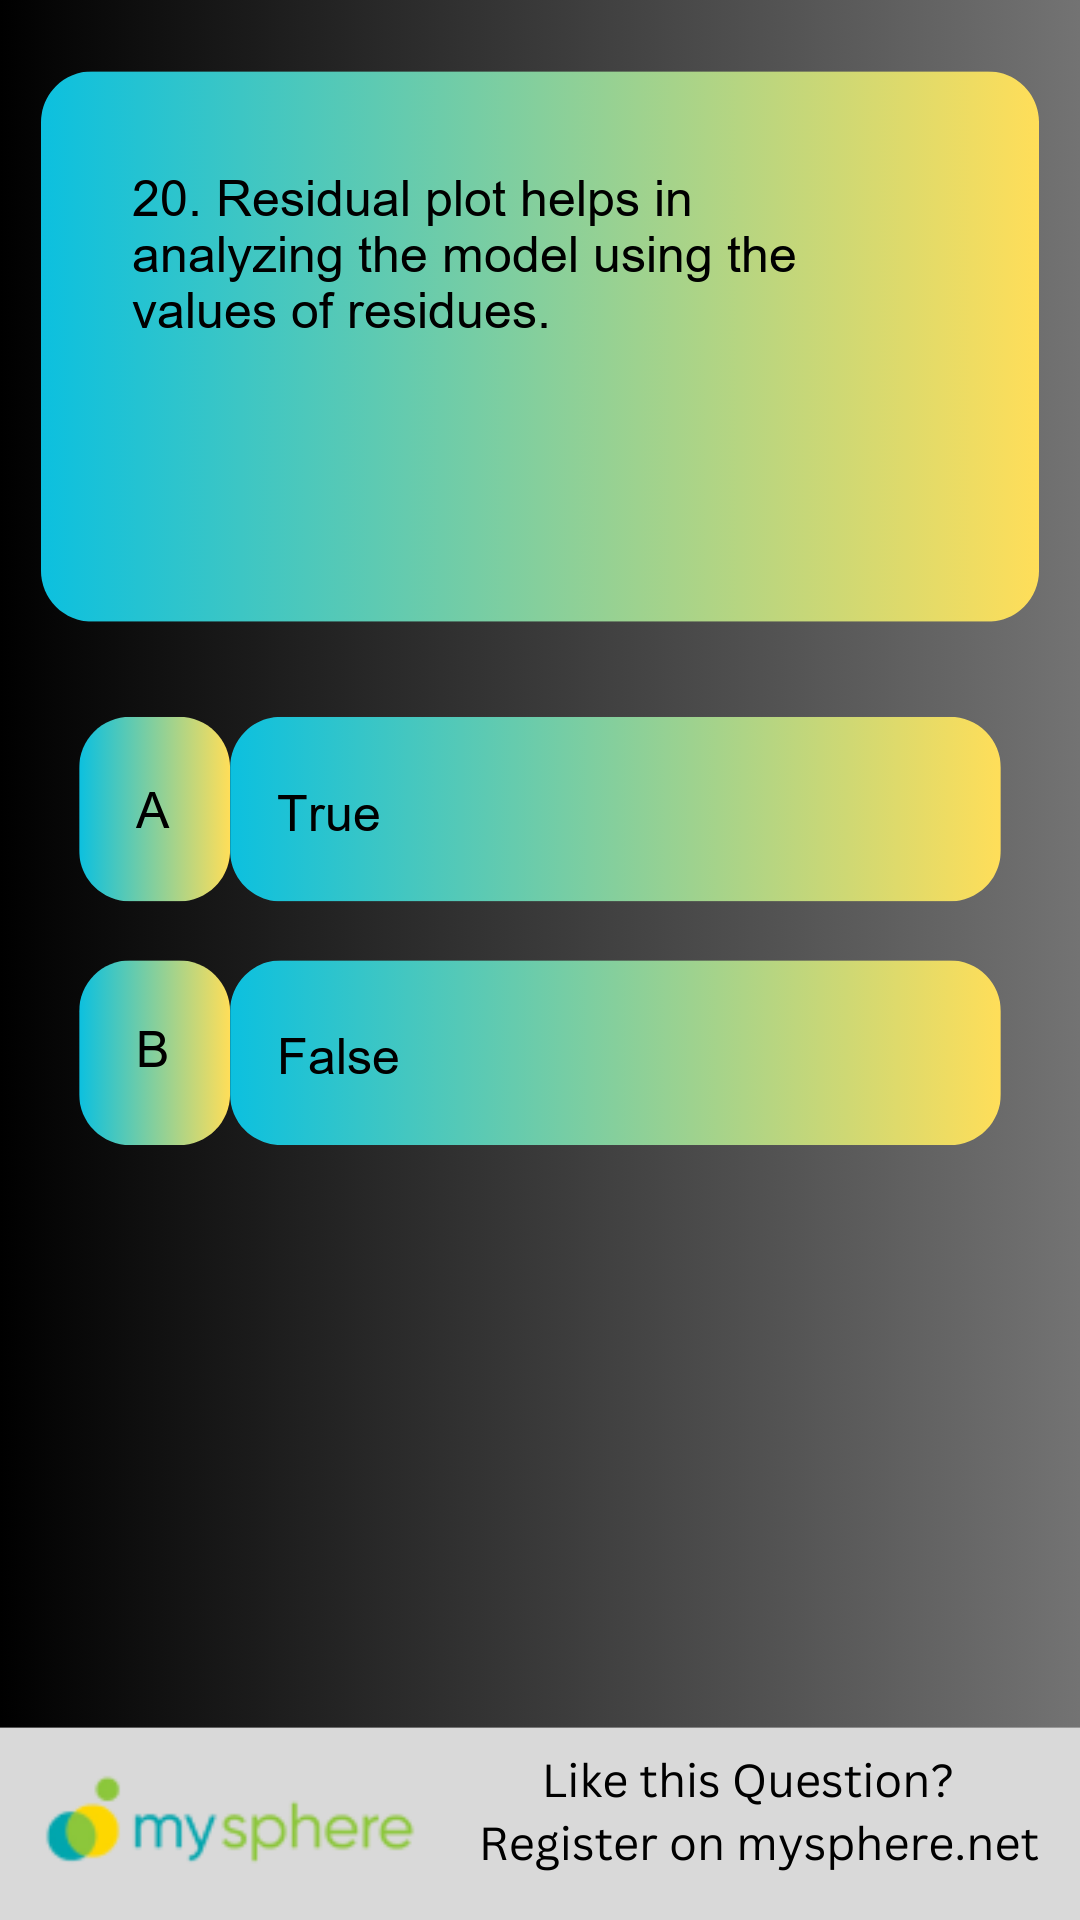 20. Residual plot helps in
analyzing the model using the
values of residues.
A
True
B
False
mysphere
Like this Question?
Register on mysphere.net